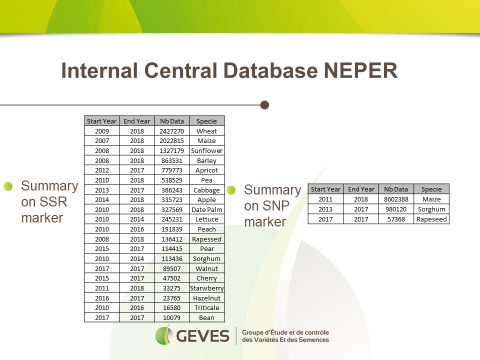 Internal Central Database NEPER
Summary
on SSR
marker
Start Year End Year Nb Data Specie
2009 2018 2427270 Wheat
2007 2018 2022815 Maize
2008 2018 1327179 Sunflower
2008 2018 863531 Barley
2012 2017 779773 Apricot
2010 2018 538529 Pea
2013 2017 386243 Cabbage
2014 2018 335723 Apple
2010 2018 327569 Date Palm
2010 2014 245231 Lettuce
2010 2016 191839 Peach
2008 2018 136412 Rapessed
2015 2017 114415 Pear
2010 2014 113436 Sorghum
2017 2017 89507 Walnut
2015 2017 47502 Cherry
2011 2018 33275 Starwberry
2016 2017 23765 Hazelnut
2010 2016 16580 Triticale
2017 2017 10079 Bean
Summary
on SNP
marker
Start Year End Year Nb Data Specie
2011 2018 8602388 Maize
2013 2017 980120 Sorghum
2017 2017 57368 Rapeseed
GEVES
Groupe d'Étude et de contrôle
des Variétés Et des Semences